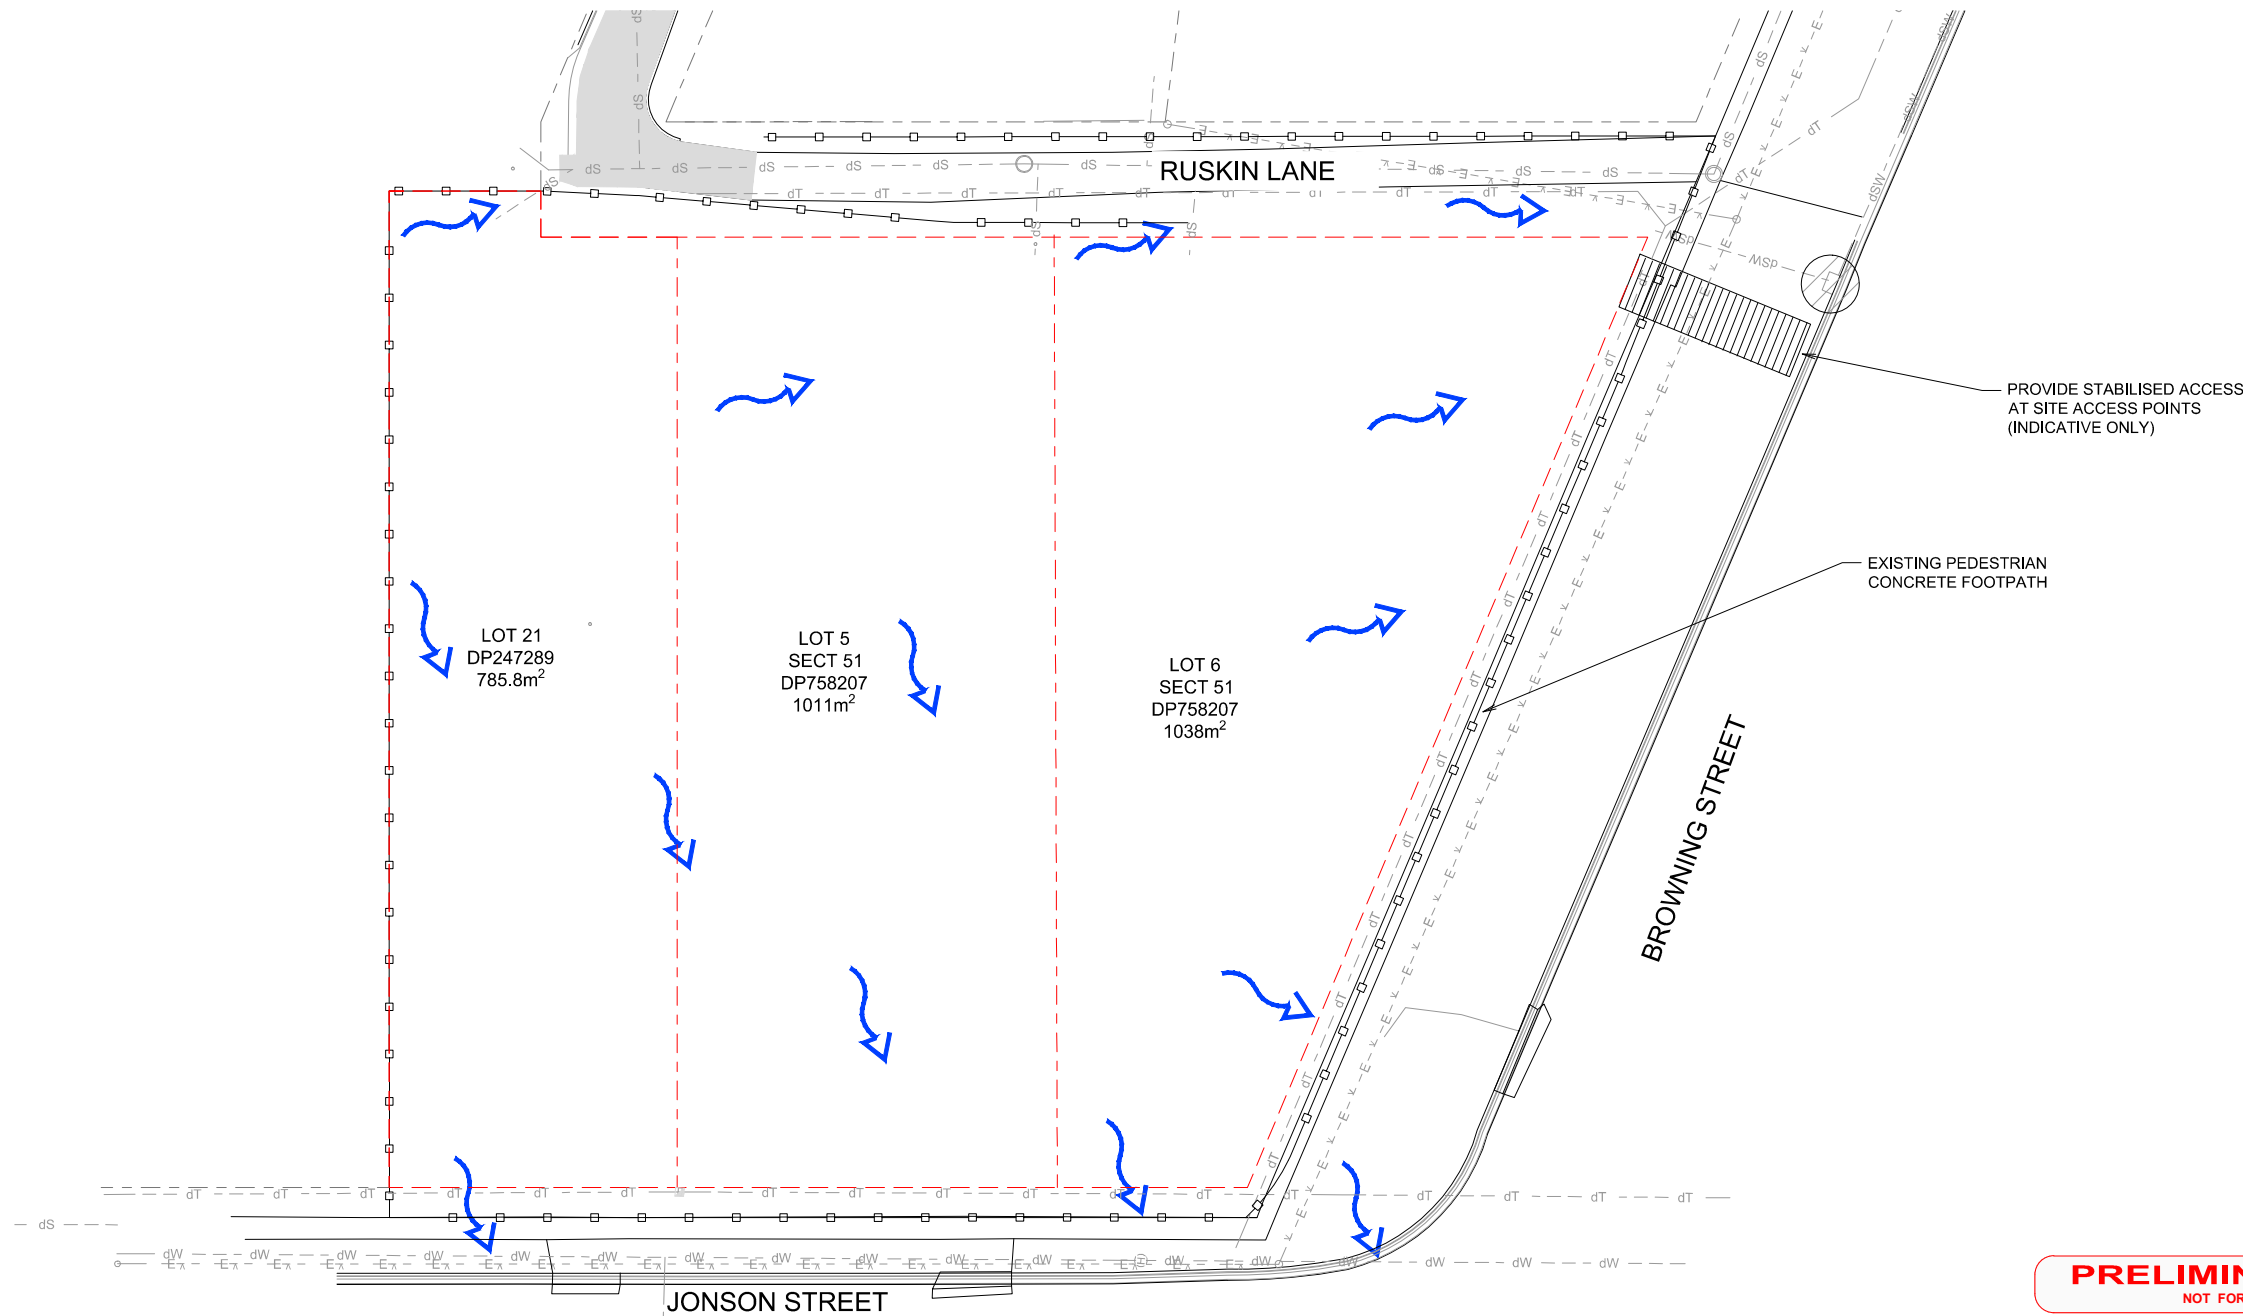 RUSKIN LANE
PROVIDE STABILISED ACCESS
AT SITE ACCESS POINTS
(INDICATIVE ONLY)
EXISTING PEDESTRIAN
CONCRETE FOOTPATH
LOT 21
DP247289
785.8m²
LOT 5
SECT 51
DP758207
1011m²
LOT 6
SECT 51
DP758207
1038m²
BROWNING STREET
JONSON STREET
PRELIMIN
NOT FOR